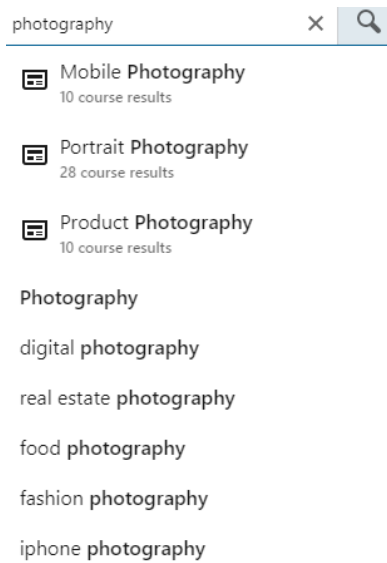 photography
Mobile Photography
10 course results
Portrait Photography
28 course results
Product Photography
10 course results
Photography
digital photography
real estate photography
food photography
fashion photography
iphone photography